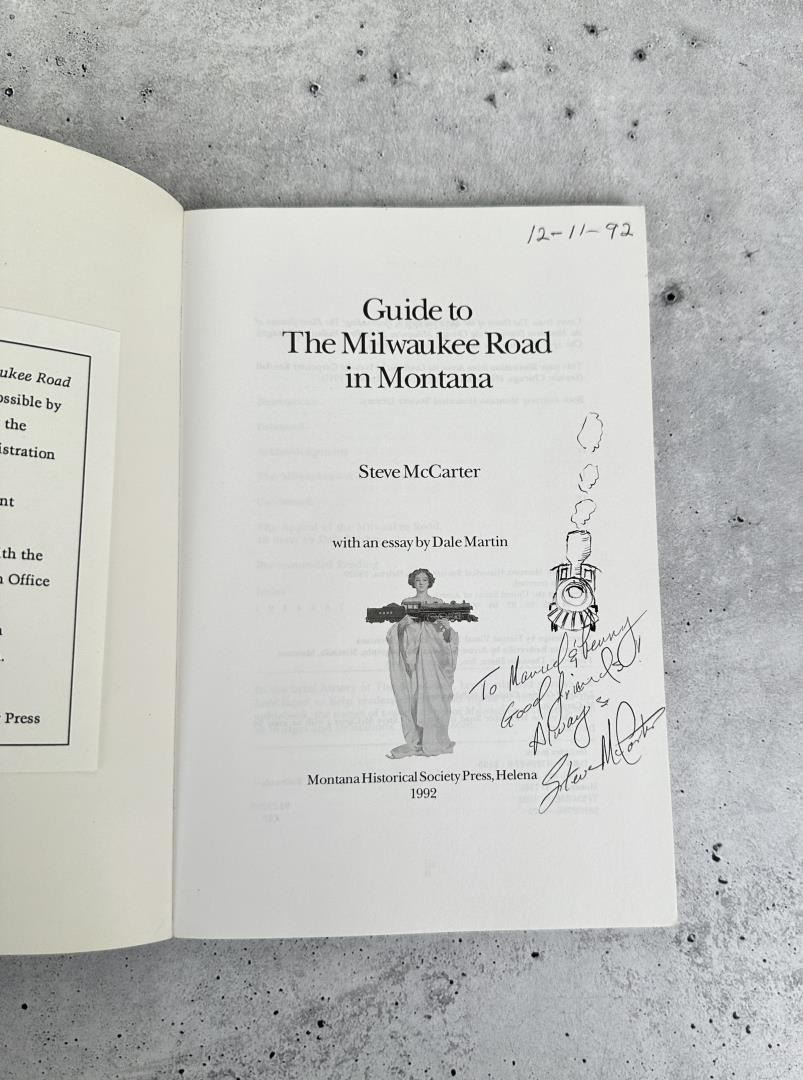 ukee Road
ossible by
the
istration
nt
th the
Office
.
Press
12-11-92
Guide to
The Milwaukee Road
in Montana
Steve McCarter
with an essay by Dale Martin
To & Kenny
Good friends!
Always
Steve McCarter
Montana Historical Society Press, Helena
1992